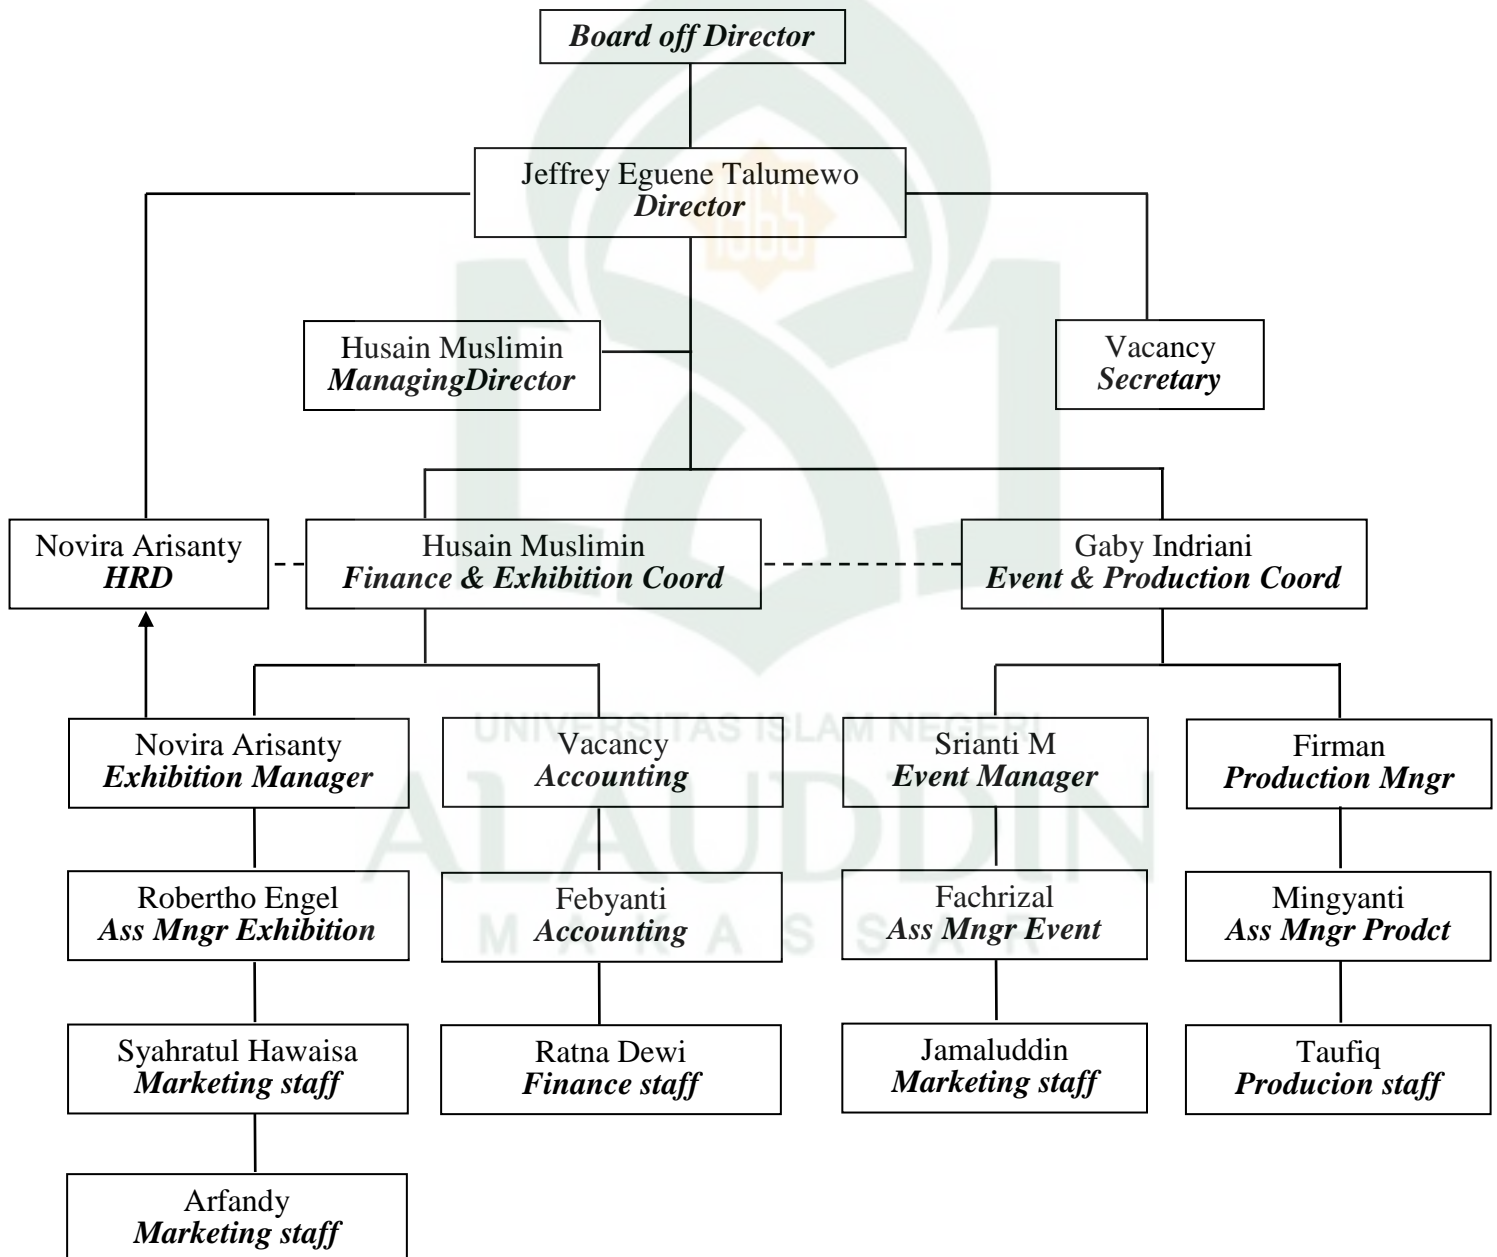 Board off Director
Jeffrey Eguene Talumewo
Director
Husain Muslimin
ManagingDirector
Vacancy
Secretary
Novira Arisanty
HRD
Husain Muslimin
Finance & Exhibition Coord
Gaby Indriani
Event & Production Coord
Novira Arisanty
Exhibition Manager
Vacancy
Accounting
Srianti M
Event Manager
Firman
Production Mngr
Robertho Engel
Ass Mngr Exhibition
Febyanti
Accounting
Fachrizal
Ass Mngr Event
Mingyanti
Ass Mngr Prodct
Syahratul Hawaisa
Marketing staff
Ratna Dewi
Finance staff
Jamaluddin
Marketing staff
Taufiq
Producion staff
Arfandy
Marketing staff
1965
UNIVERSITAS ISLAM NEGERI
ALAUDDIN
MAKASSAR